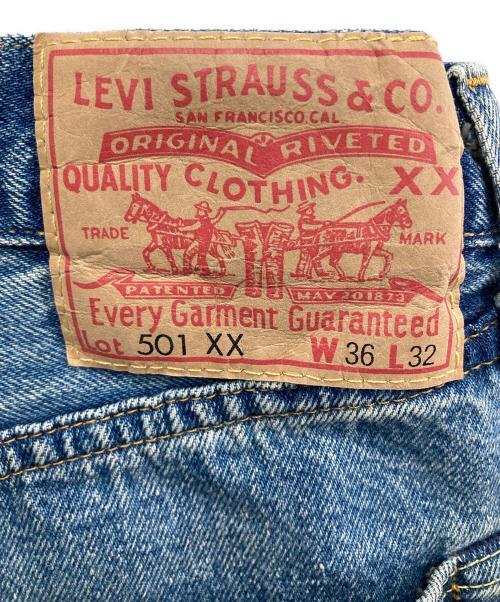 LEVI STRAUSS & CO.
SAN FRANCISCO.CAL.
ORIGINAL RIVETED
QUALITY CLOTHING. XX
TRADE MARK
PATENTED MAY 20 1873
Every Garment Guaranteed
Lot 501 XX W 36 L 32